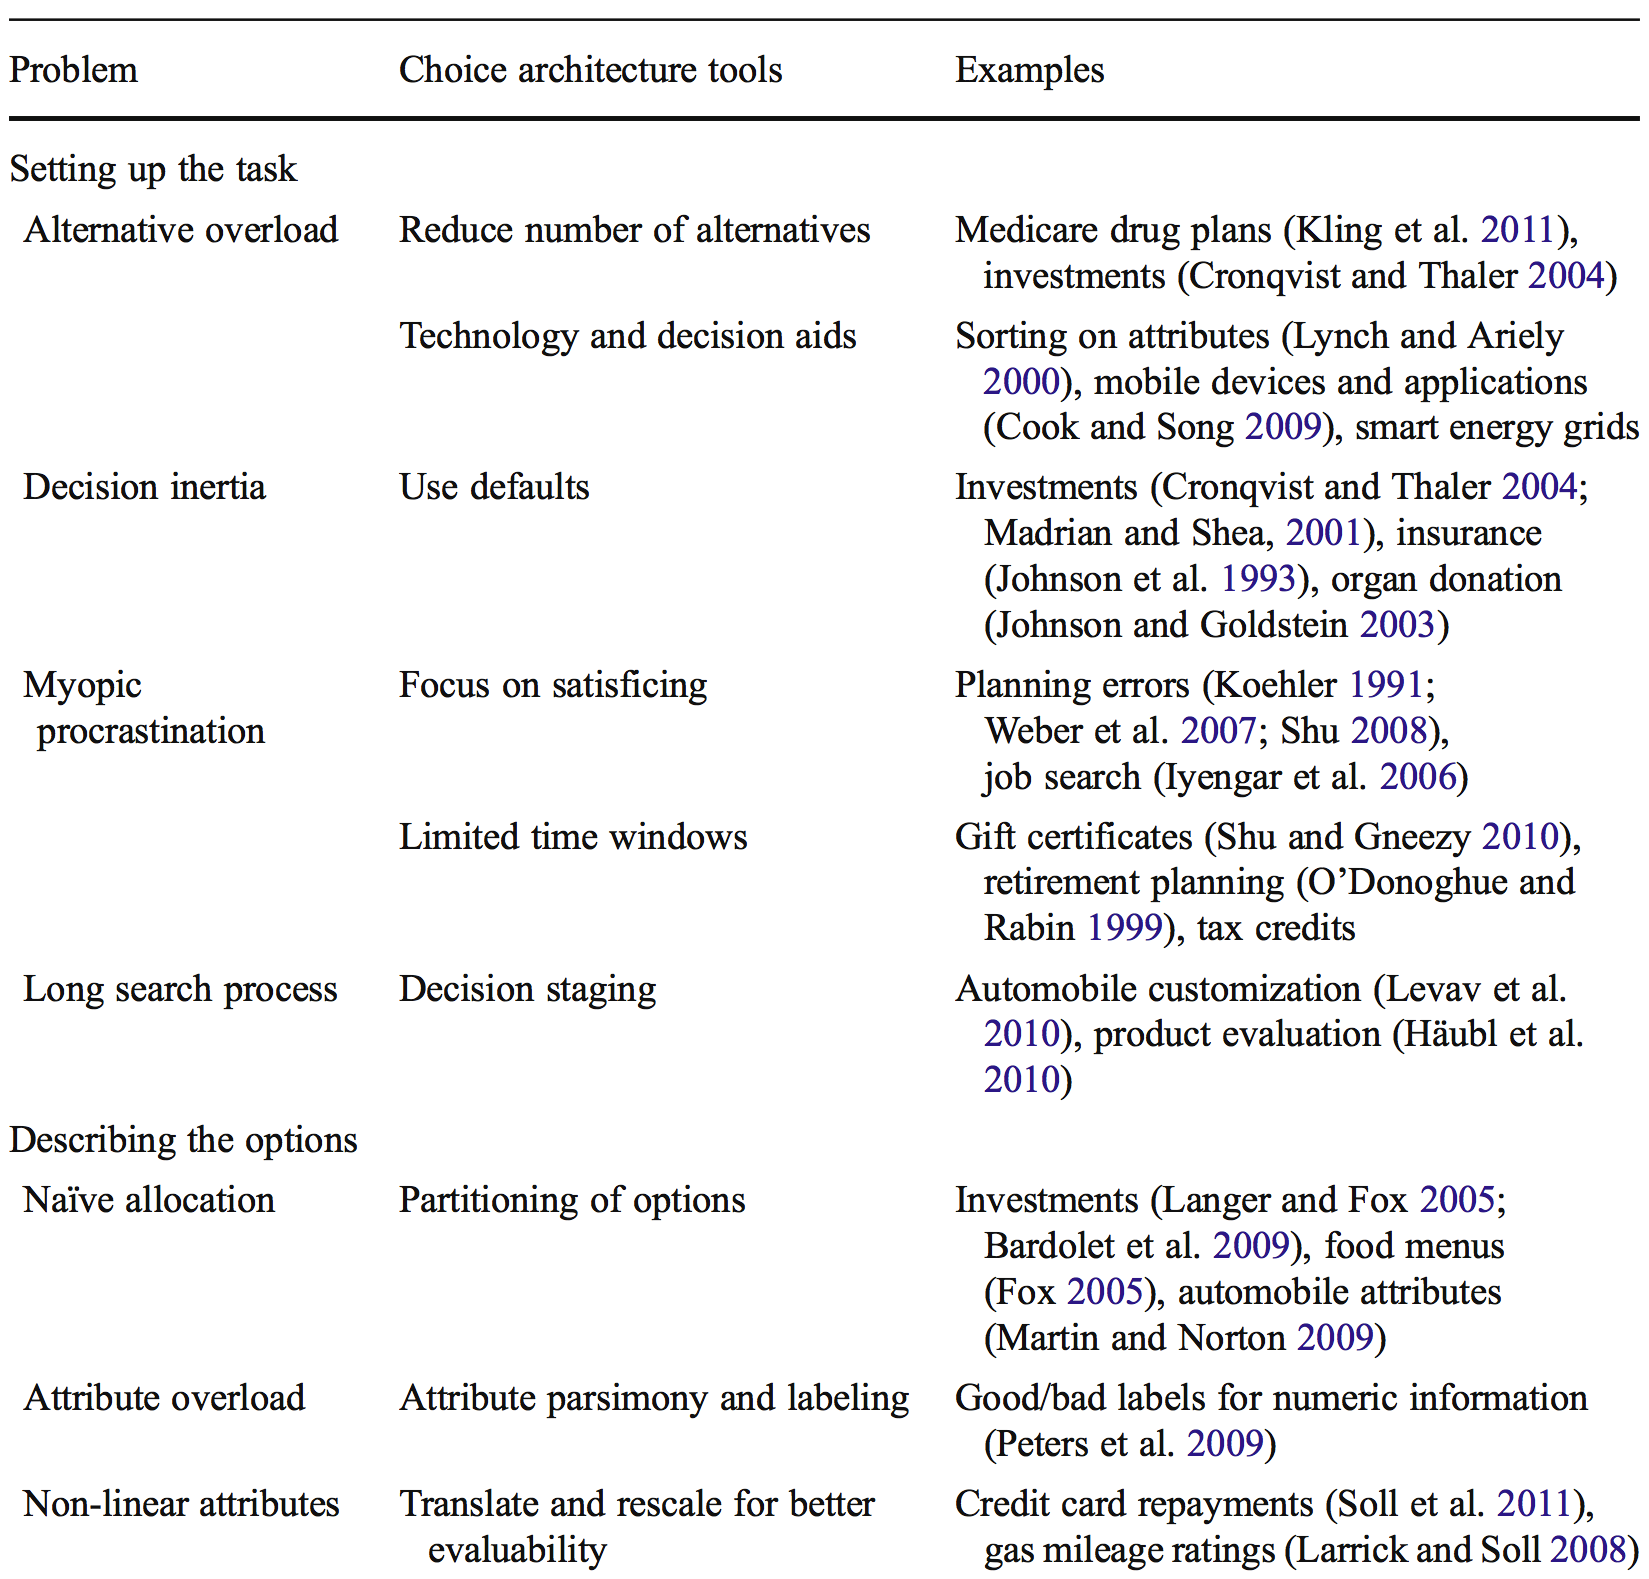 Problem Choice architecture tools Examples
Setting up the task
Alternative overload Reduce number of alternatives Medicare drug plans (Kling et al. 2011),
investments (Cronqvist and Thaler 2004)
Technology and decision aids Sorting on attributes (Lynch and Ariely
2000), mobile devices and applications
(Cook and Song 2009), smart energy grids
Decision inertia Use defaults Investments (Cronqvist and Thaler 2004;
Madrian and Shea, 2001), insurance
(Johnson et al. 1993), organ donation
(Johnson and Goldstein 2003)
Myopic Focus on satisficing Planning errors (Koehler 1991;
procrastination Weber et al. 2007; Shu 2008),
job search (Iyengar et al. 2006)
Limited time windows Gift certificates (Shu and Gneezy 2010),
retirement planning (O’Donoghue and
Rabin 1999), tax credits
Long search process Decision staging Automobile customization (Levav et al.
2010), product evaluation (Häubl et al.
2010)
Describing the options
Naïve allocation Partitioning of options Investments (Langer and Fox 2005;
Bardolet et al. 2009), food menus
(Fox 2005), automobile attributes
(Martin and Norton 2009)
Attribute overload Attribute parsimony and labeling Good/bad labels for numeric information
(Peters et al. 2009)
Non-linear attributes Translate and rescale for better Credit card repayments (Soll et al. 2011),
evaluability gas mileage ratings (Larrick and Soll 2008)